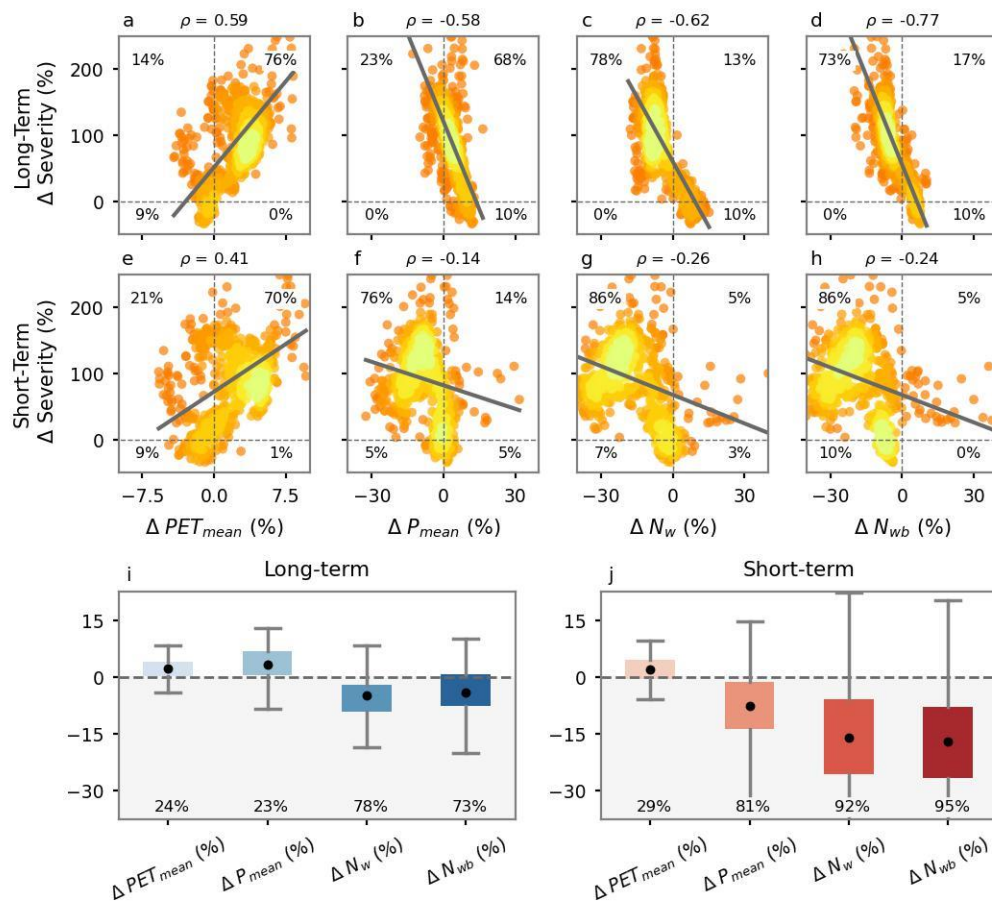 a ρ = 0.59 b ρ = -0.58 c ρ = -0.62 d ρ = -0.77
14% 76% 23% 68% 78% 13% 73% 17%
200
100
0
9% 0% 0% 10% 0% 10% 0% 10%
Long-Term
Δ Severity (%)
e ρ = 0.41 f ρ = -0.14 g ρ = -0.26 h ρ = -0.24
21% 70% 76% 14% 86% 5% 86% 5%
200
100
0
9% 1% 5% 5% 7% 3% 10% 0%
Short-Term
Δ Severity (%)
−7.5 0.0 7.5 −30 0 30 −30 0 30 −30 0 30
Δ PET_mean (%) Δ P_mean (%) Δ N_w (%) Δ N_wb (%)
i Long-term
15
0
−15
−30
24% 23% 78% 73%
Δ PET_mean (%) Δ P_mean (%) Δ N_w (%) Δ N_wb (%)
j Short-term
15
0
−15
−30
29% 81% 92% 95%
Δ PET_mean (%) Δ P_mean (%) Δ N_w (%) Δ N_wb (%)